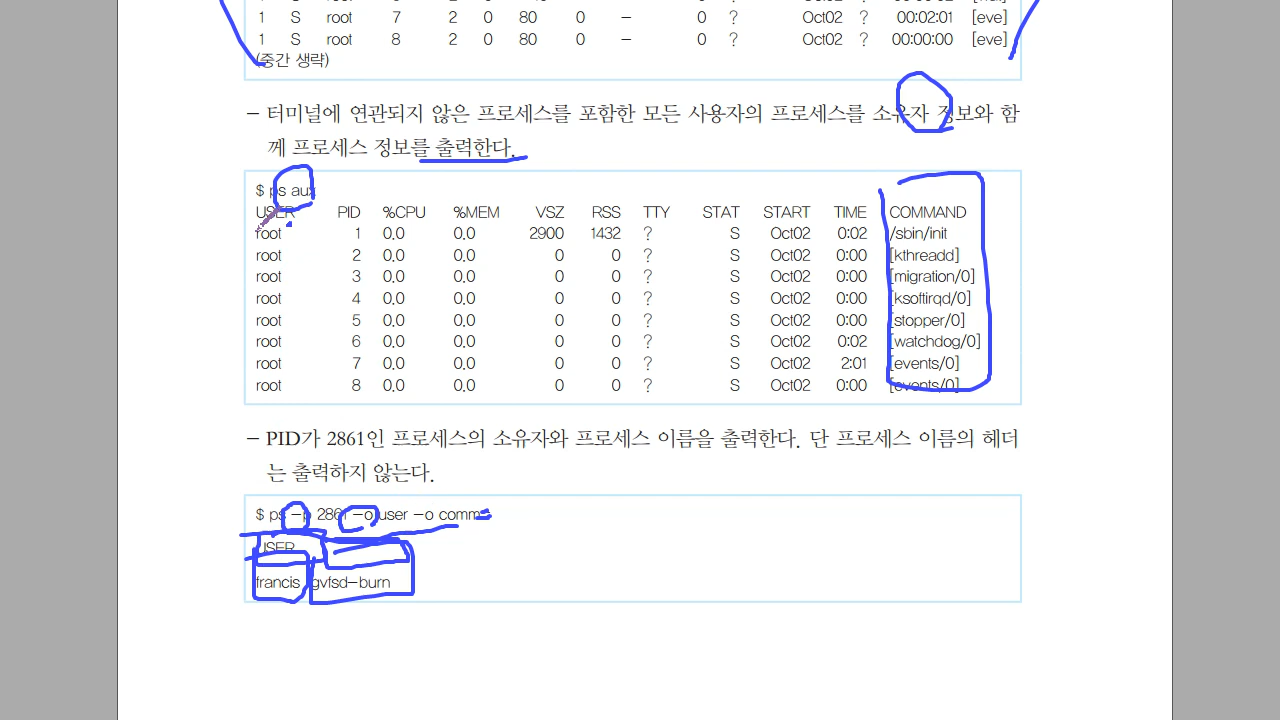 1 S root 7 2 0 80 0 – 0 ? Oct02 ? 00:02:01 [eve]
1 S root 8 2 0 80 0 – 0 ? Oct02 ? 00:00:00 [eve]
(중간 생략)
– 터미널에 연관되지 않은 프로세스를 포함한 모든 사용자의 프로세스를 소유자 정보와 함
께 프로세스 정보를 출력한다.
$ ps aux
USER PID %CPU %MEM VSZ RSS TTY STAT START TIME COMMAND
root 1 0.0 0.0 2900 1432 ? S Oct02 0:02 /sbin/init
root 2 0.0 0.0 0 0 ? S Oct02 0:00 [kthreadd]
root 3 0.0 0.0 0 0 ? S Oct02 0:00 [migration/0]
root 4 0.0 0.0 0 0 ? S Oct02 0:00 [ksoftirqd/0]
root 5 0.0 0.0 0 0 ? S Oct02 0:00 [stopper/0]
root 6 0.0 0.0 0 0 ? S Oct02 0:02 [watchdog/0]
root 7 0.0 0.0 0 0 ? S Oct02 2:01 [events/0]
root 8 0.0 0.0 0 0 ? S Oct02 0:00 [events/0]
– PID가 2861인 프로세스의 소유자와 프로세스 이름을 출력한다. 단 프로세스 이름의 헤더
는 출력하지 않는다.
$ ps –p 2861 –o user –o comm=
USER
francis gvfsd–burn